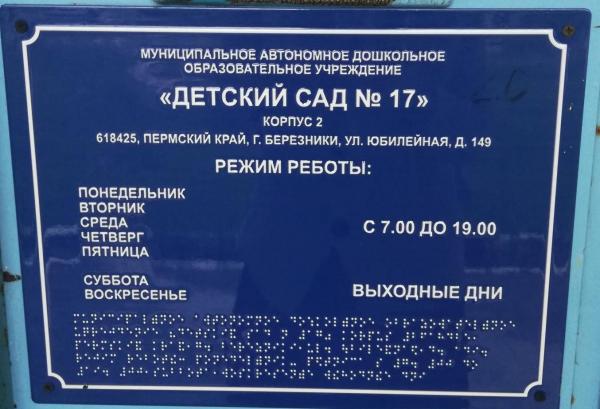 МУНИЦИПАЛЬНОЕ АВТОНОМНОЕ ДОШКОЛЬНОЕ
ОБРАЗОВАТЕЛЬНОЕ УЧРЕЖДЕНИЕ
«ДЕТСКИЙ САД № 17»
КОРПУС 2
618425, ПЕРМСКИЙ КРАЙ, Г. БЕРЕЗНИКИ, УЛ. ЮБИЛЕЙНАЯ, Д. 149
РЕЖИМ РЕБОТЫ:
ПОНЕДЕЛЬНИК
ВТОРНИК
СРЕДА
ЧЕТВЕРГ
ПЯТНИЦА
С 7.00 ДО 19.00
СУББОТА
ВОСКРЕСЕНЬЕ
ВЫХОДНЫЕ ДНИ